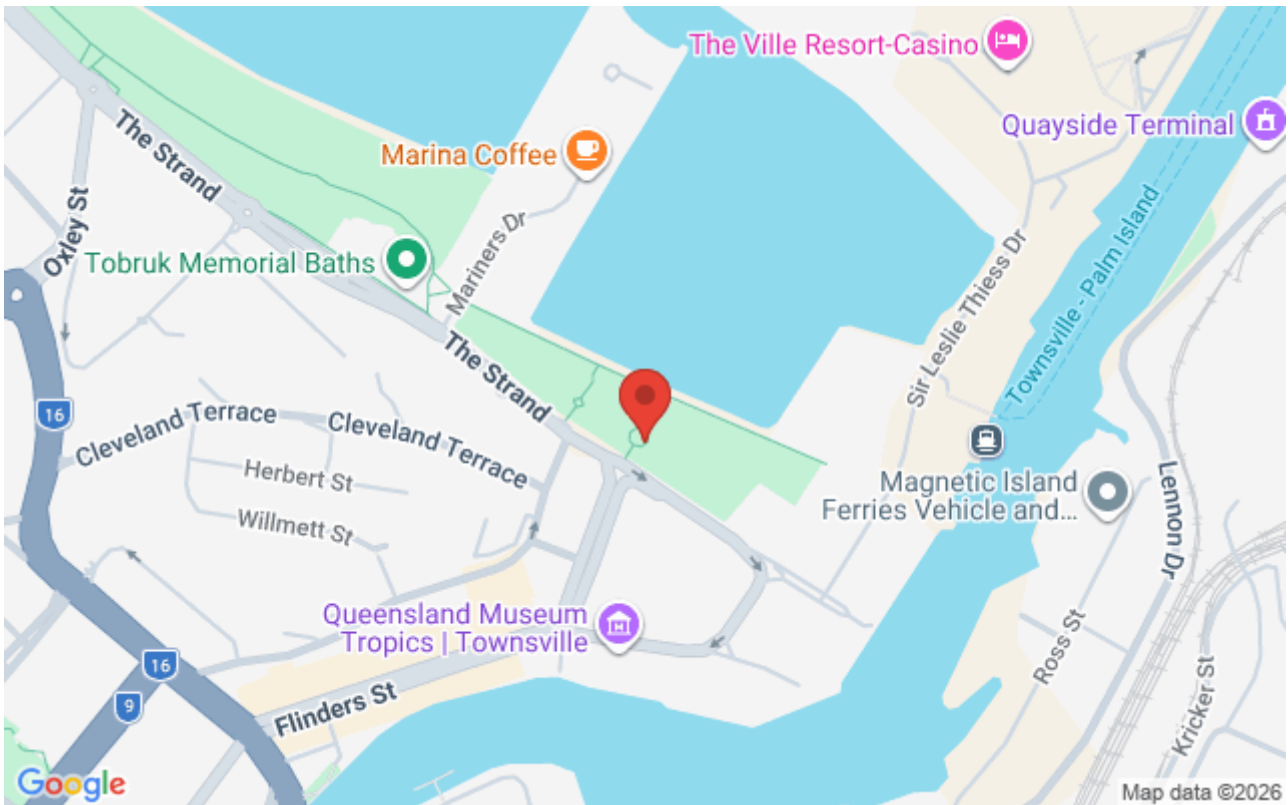 The Ville Resort-Casino
Quayside Terminal
The Strand
Marina Coffee
Oxley St
Mariners Dr
Tobruk Memorial Baths
Sir Leslie Thiess Dr
Townsville - Palm Island
16
The Strand
Cleveland Terrace
Cleveland Terrace
Herbert St
Willmett St
Magnetic Island
Ferries Vehicle and...
Lennon Dr
Queensland Museum
Tropics | Townsville
Ross St
16
9
Flinders St
Kricker St
Google
Map data ©2026